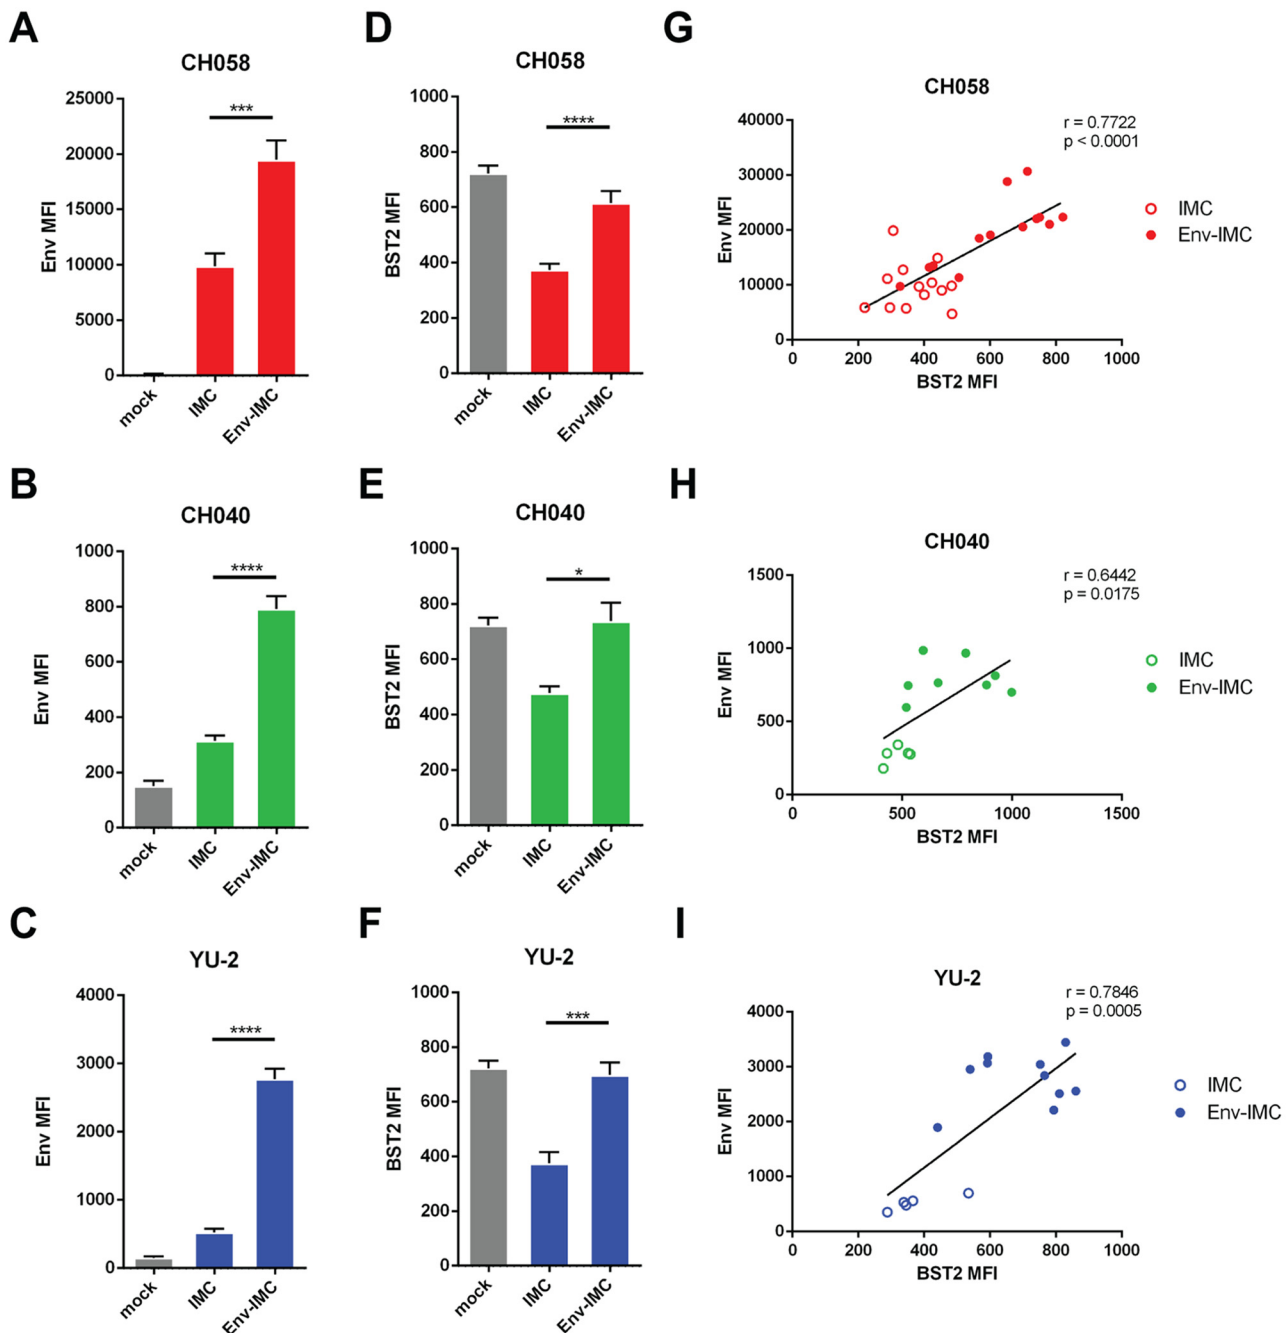 A
CH058
Env MFI
25000
20000
15000
10000
5000
0
***
mock
IMC
Env-IMC
D
CH058
BST2 MFI
1000
800
600
400
200
0
****
mock
IMC
Env-IMC
G
CH058
r = 0.7722
p < 0.0001
Env MFI
40000
30000
20000
10000
0
0 200 400 600 800 1000
BST2 MFI
IMC
Env-IMC
B
CH040
Env MFI
1000
800
600
400
200
0
****
mock
IMC
Env-IMC
E
CH040
BST2 MFI
1000
800
600
400
200
0
*
mock
IMC
Env-IMC
H
CH040
r = 0.6442
p = 0.0175
Env MFI
1500
1000
500
0
0 500 1000 1500
BST2 MFI
IMC
Env-IMC
C
YU-2
Env MFI
4000
3000
2000
1000
0
****
mock
IMC
Env-IMC
F
YU-2
BST2 MFI
1000
800
600
400
200
0
***
mock
IMC
Env-IMC
I
YU-2
r = 0.7846
p = 0.0005
Env MFI
4000
3000
2000
1000
0
0 200 400 600 800 1000
BST2 MFI
IMC
Env-IMC